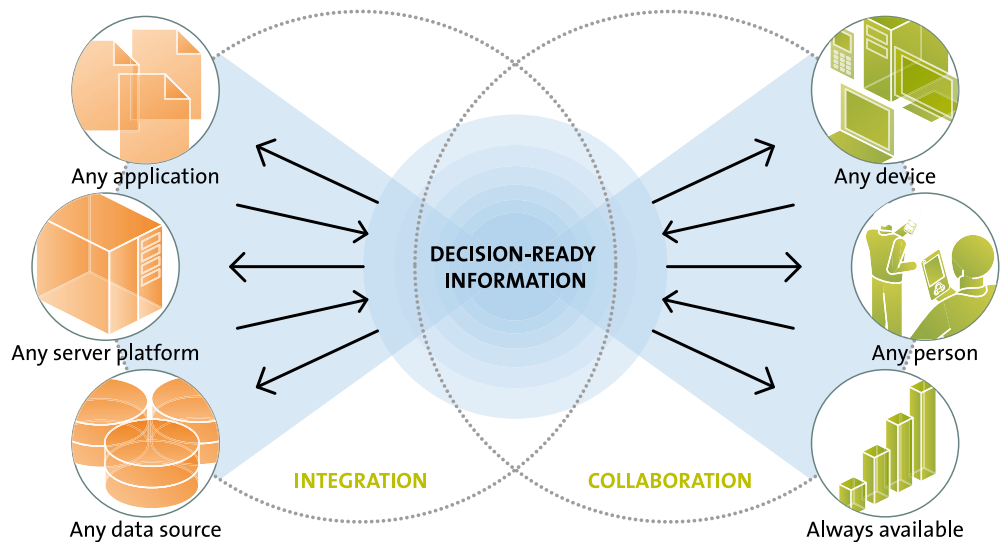 Any application
Any device
DECISION-READY
INFORMATION
Any server platform
Any person
INTEGRATION
COLLABORATION
Any data source
Always available